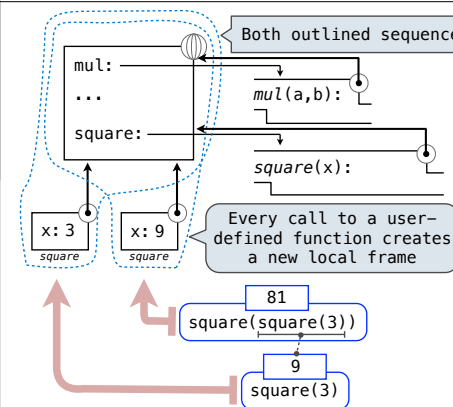 Both outlined sequence
mul:
mul(a,b):
...
square:
square(x):
x: 3
x: 9
square
square
Every call to a user-
defined function creates
a new local frame
81
square(square(3))
9
square(3)